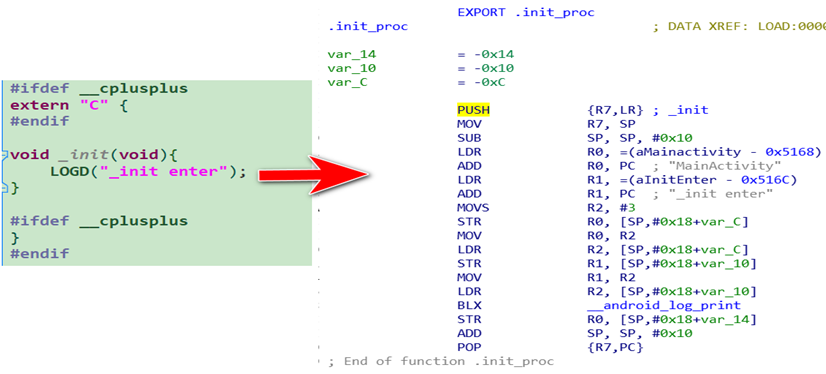 #ifdef __cplusplus
extern "C" {
#endif
void _init(void){
LOGD("_init enter");
}
#ifdef __cplusplus
}
#endif
EXPORT .init_proc
.init_proc ; DATA XREF: LOAD:0000
var_14 = -0x14
var_10 = -0x10
var_C = -0xC
PUSH {R7,LR} ; _init
MOV R7, SP
SUB SP, SP, #0x10
LDR R0, =(aMainactivity - 0x5168)
ADD R0, PC ; "MainActivity"
LDR R1, =(aInitEnter - 0x516C)
ADD R1, PC ; "_init enter"
MOVS R2, #3
STR R0, [SP,#0x18+var_C]
MOV R0, R2
LDR R2, [SP,#0x18+var_C]
STR R1, [SP,#0x18+var_10]
MOV R1, R2
LDR R2, [SP,#0x18+var_10]
BLX __android_log_print
STR R0, [SP,#0x18+var_14]
ADD SP, SP, #0x10
POP {R7,PC}
; End of function .init_proc